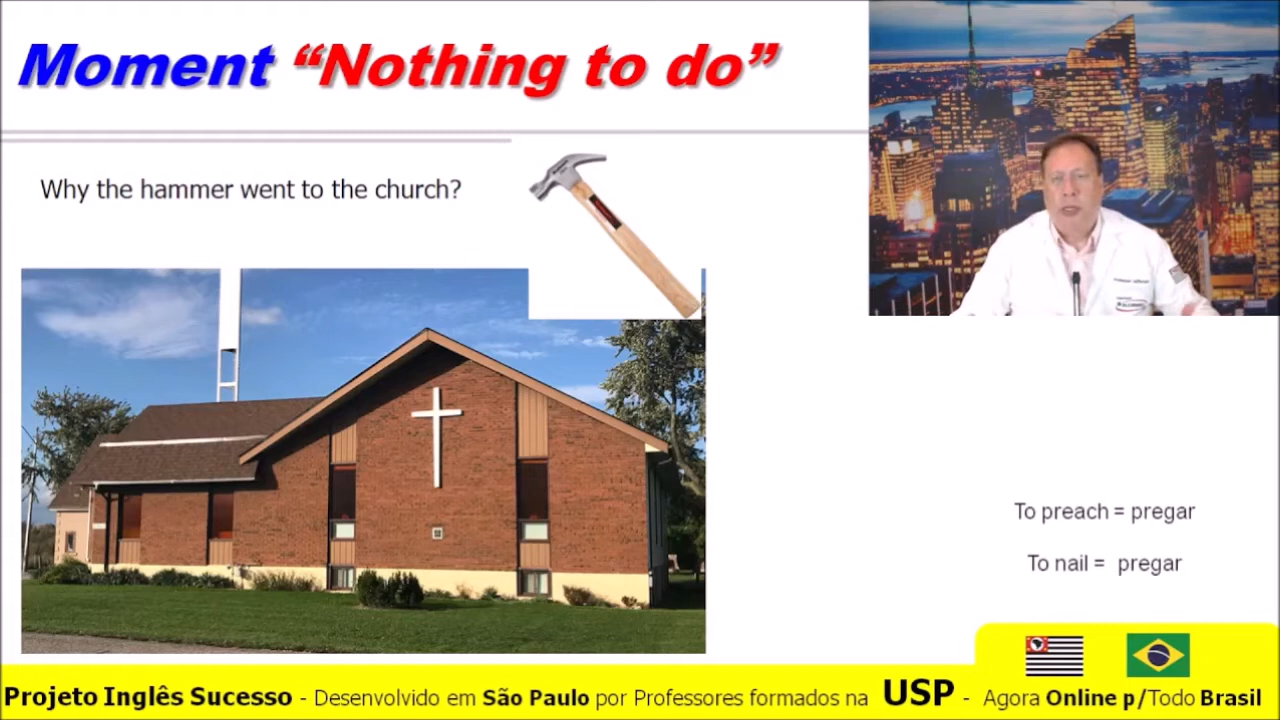 Moment “Nothing to do”
Why the hammer went to the church?
To preach = pregar
To nail = pregar
Projeto Inglês Sucesso - Desenvolvido em São Paulo por Professores formados na USP - Agora Online p/Todo Brasil